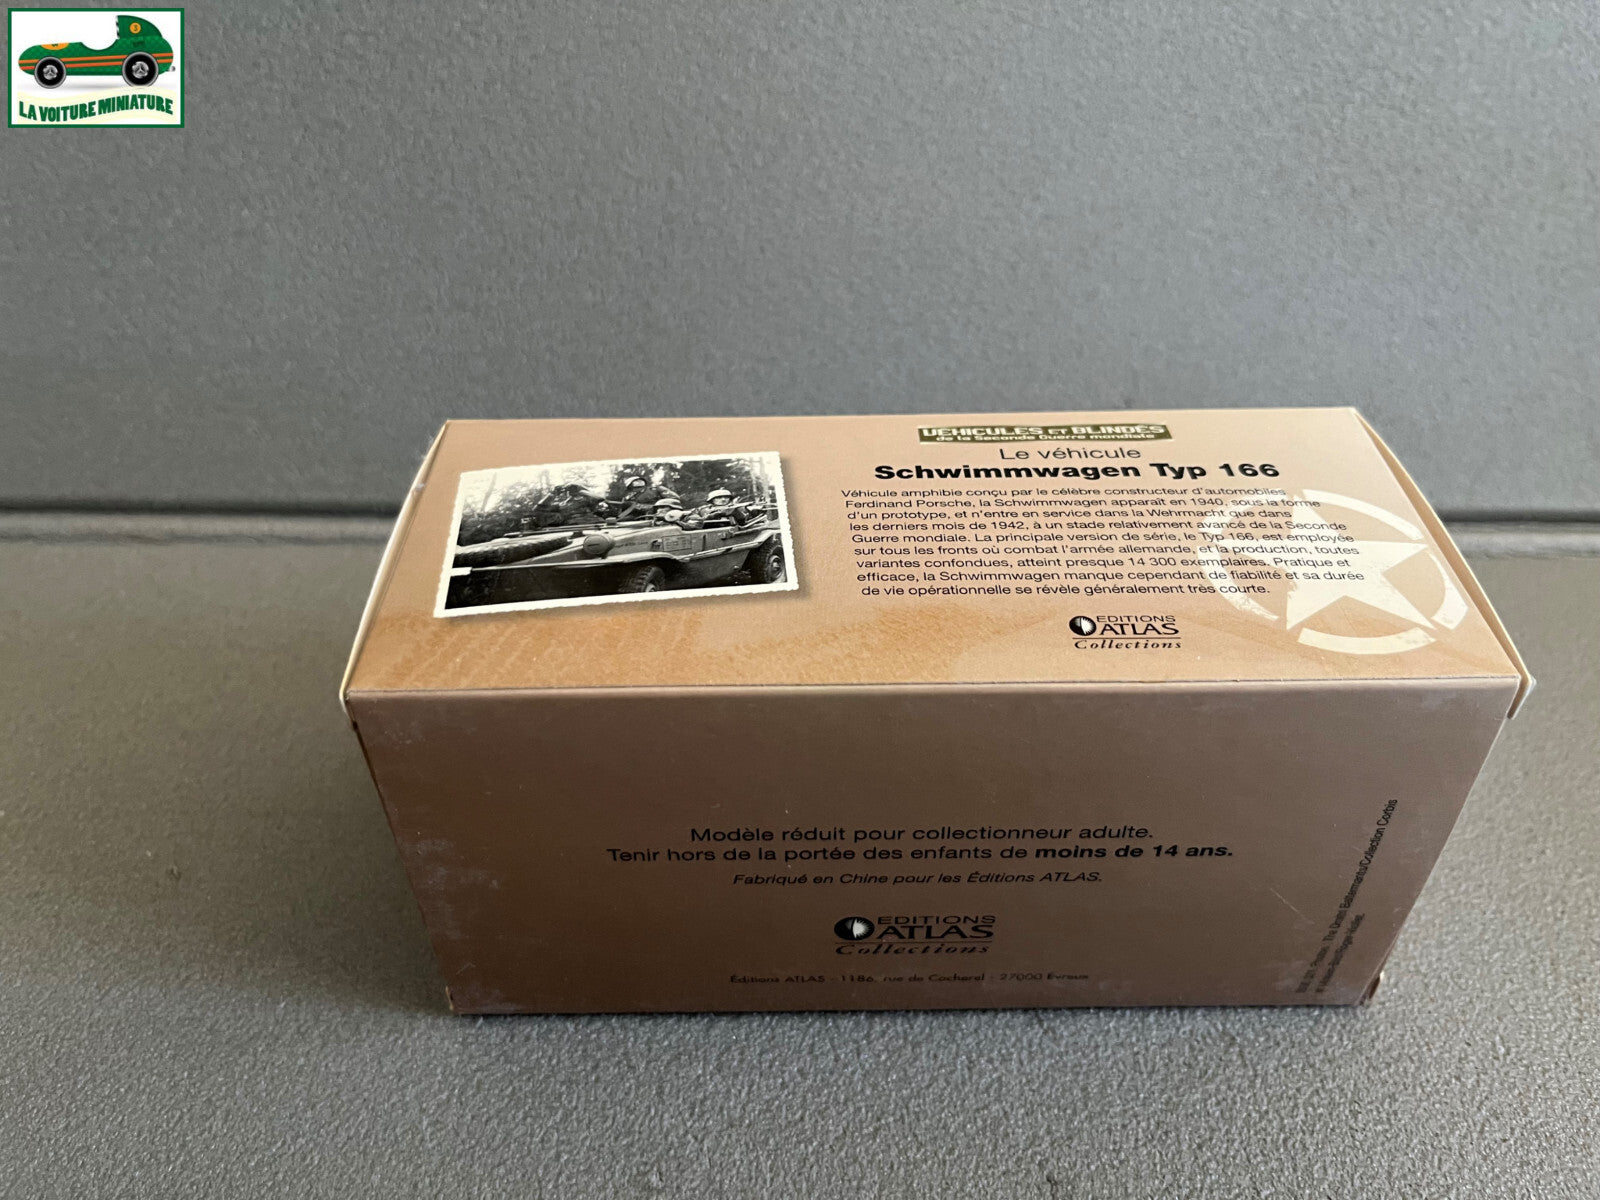 LA VOITURE MINIATURE
VEHICULES ET BLINDÉS
de la Seconde Guerre mondiale
Le véhicule
Schwimmwagen Typ 166
Véhicule amphibie conçu par le célèbre constructeur d'automobiles
Ferdinand Porsche, la Schwimmwagen apparaît en 1940, sous la forme
d'un prototype, et n'entre en service dans la Wehrmacht que dans
les derniers mois de 1942, à un stade relativement avancé de la Seconde
Guerre mondiale. La principale version de série, le Typ 166, est employée
sur tous les fronts où combat l'armée allemande, et la production, toutes
variantes confondues, atteint presque 14 300 exemplaires. Pratique et
efficace, la Schwimmwagen manque cependant de fiabilité et sa durée
de vie opérationnelle se révèle généralement très courte.
EDITIONS
ATLAS
Collections
Modèle réduit pour collectionneur adulte.
Tenir hors de la portée des enfants de moins de 14 ans.
Fabriqué en Chine pour les Éditions ATLAS.
EDITIONS
ATLAS
Collections
Éditions ATLAS - 1186, rue de Cocherel - 27000 Evreux
Collection Corbis